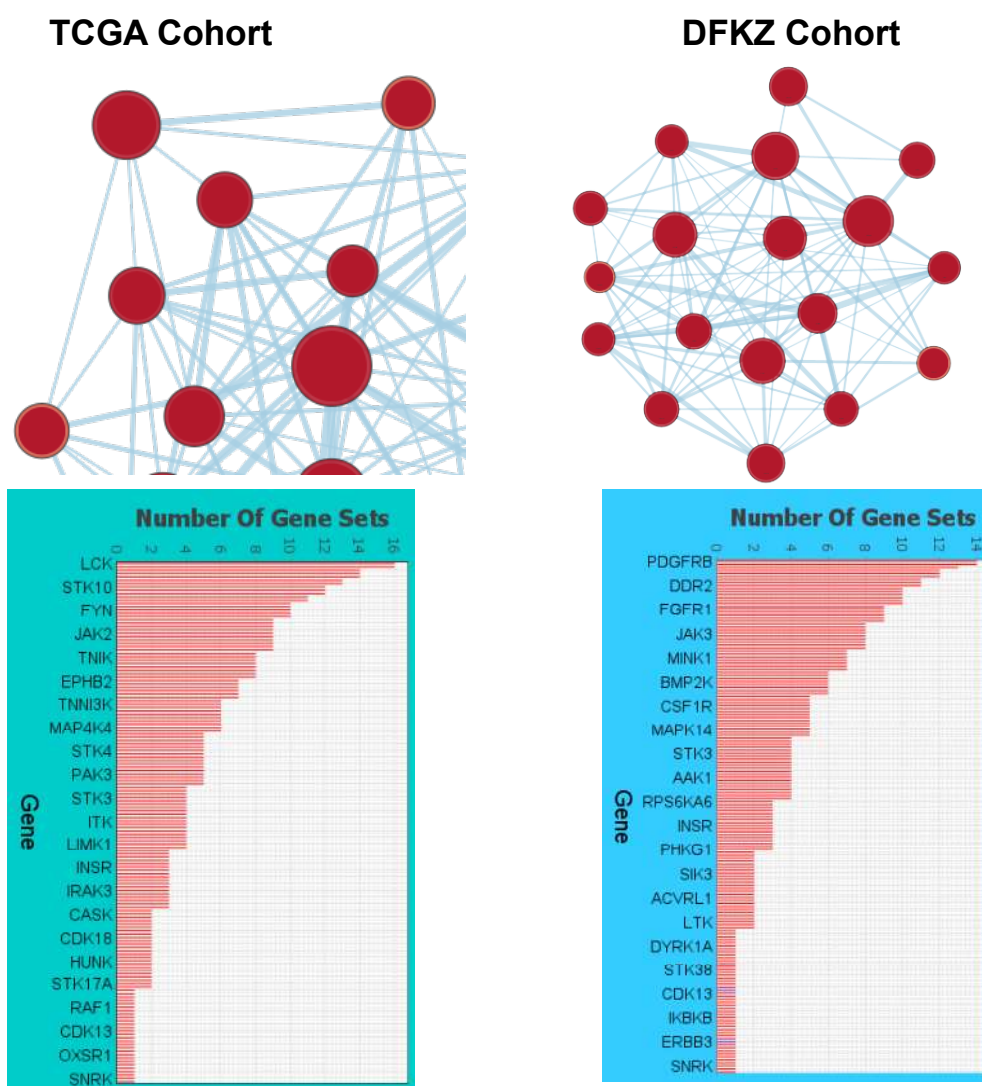 TCGA Cohort
DFKZ Cohort
Number Of Gene Sets
0 2 4 6 8 10 12 14 16
Gene
LCK
STK10
FYN
JAK2
TNIK
EPHB2
TNNI3K
MAP4K4
STK4
PAK3
STK3
ITK
LIMK1
INSR
IRAK3
CASK
CDK18
HUNK
STK17A
RAF1
CDK13
OXSR1
SNRK
Number Of Gene Sets
0 2 4 6 8 10 12 14
Gene
PDGFRB
DDR2
FGFR1
JAK3
MINK1
BMP2K
CSF1R
MAPK14
STK3
AAK1
RPS6KA6
INSR
PHKG1
SIK3
ACVRL1
LTK
DYRK1A
STK38
CDK13
IKBKB
ERBB3
SNRK